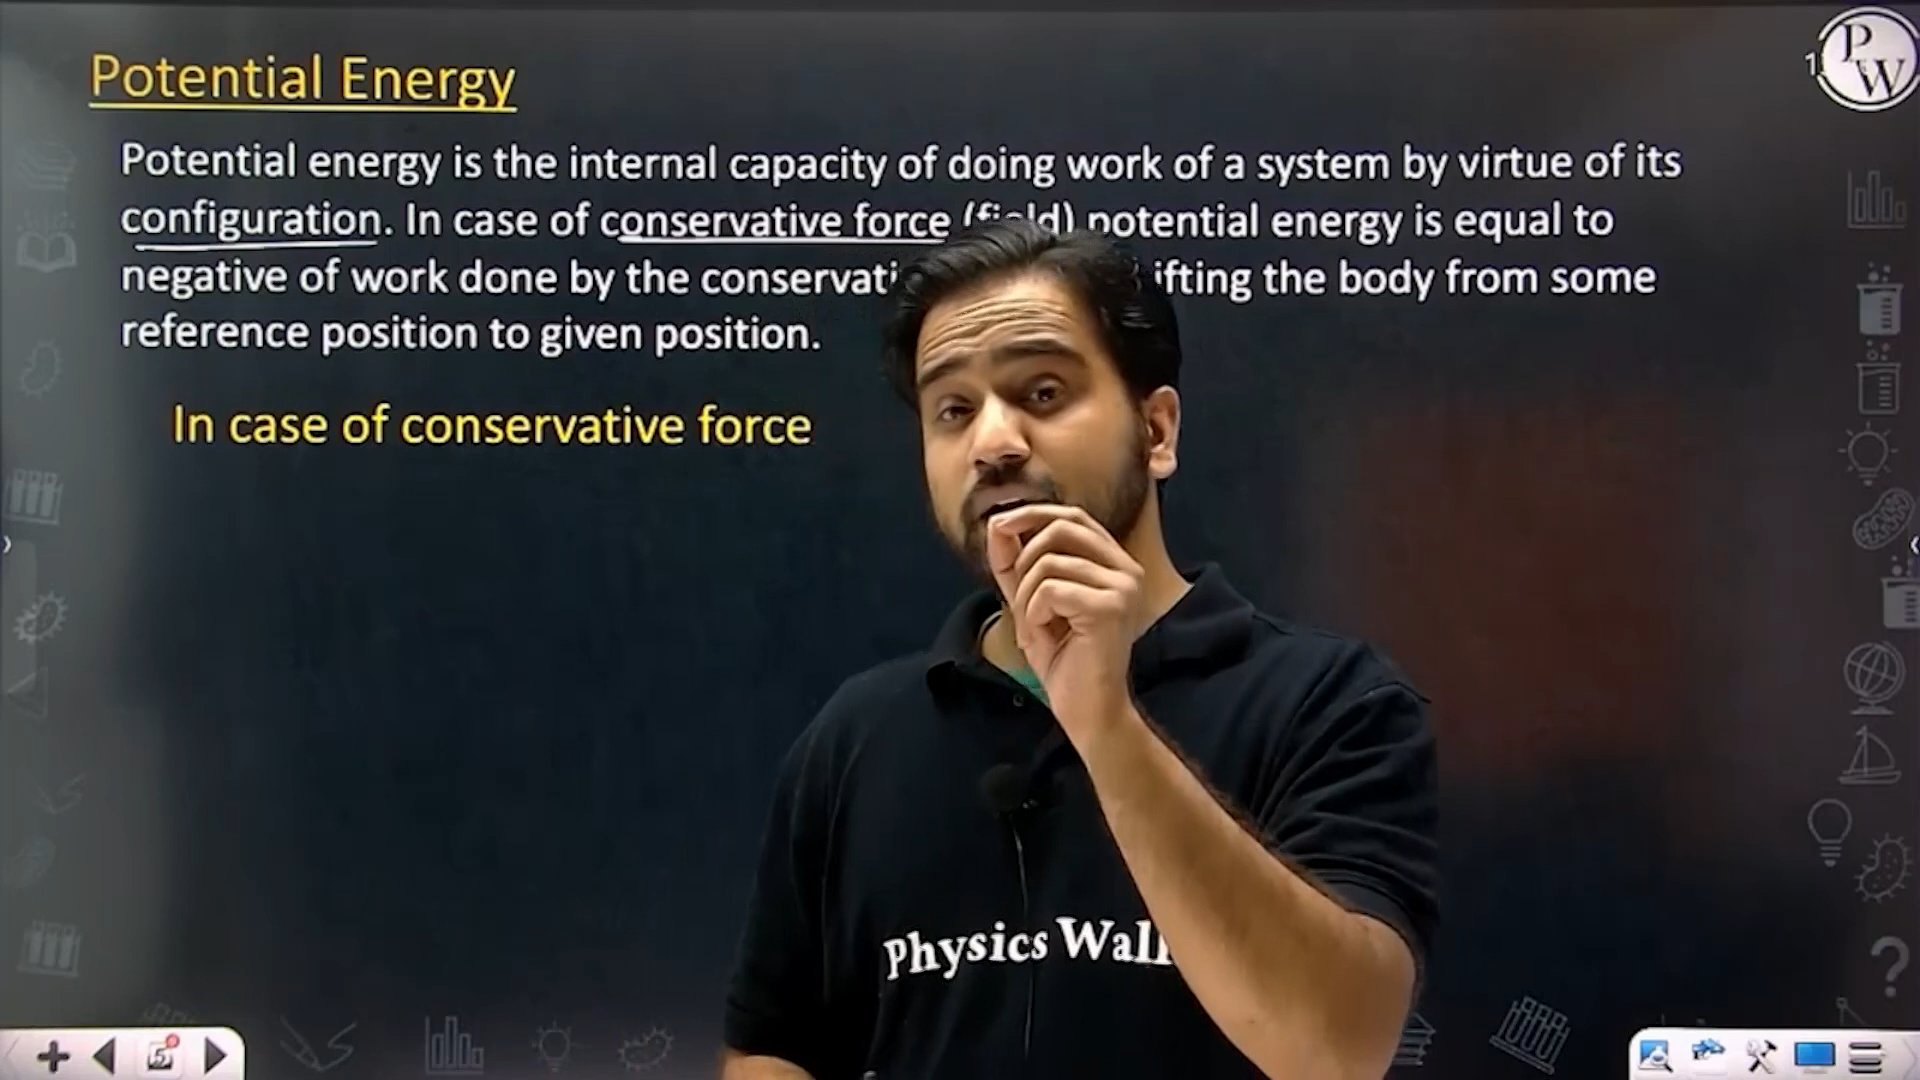 Potential Energy
P
W
Potential energy is the internal capacity of doing work of a system by virtue of its
configuration. In case of conservative force (field) potential energy is equal to
negative of work done by the conservati ifting the body from some
reference position to given position.
In case of conservative force
Physics Wall